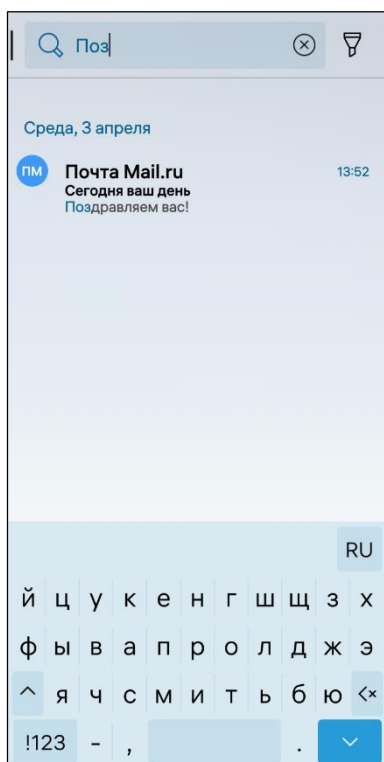 Поз
Среда, 3 апреля
ПМ
Почта Mail.ru
13:52
Сегодня ваш день
Поздравляем вас!
RU
й ц у к е н г ш щ з х
ф ы в а п р о л д ж э
я ч с м и т ь б ю
!123 - , .